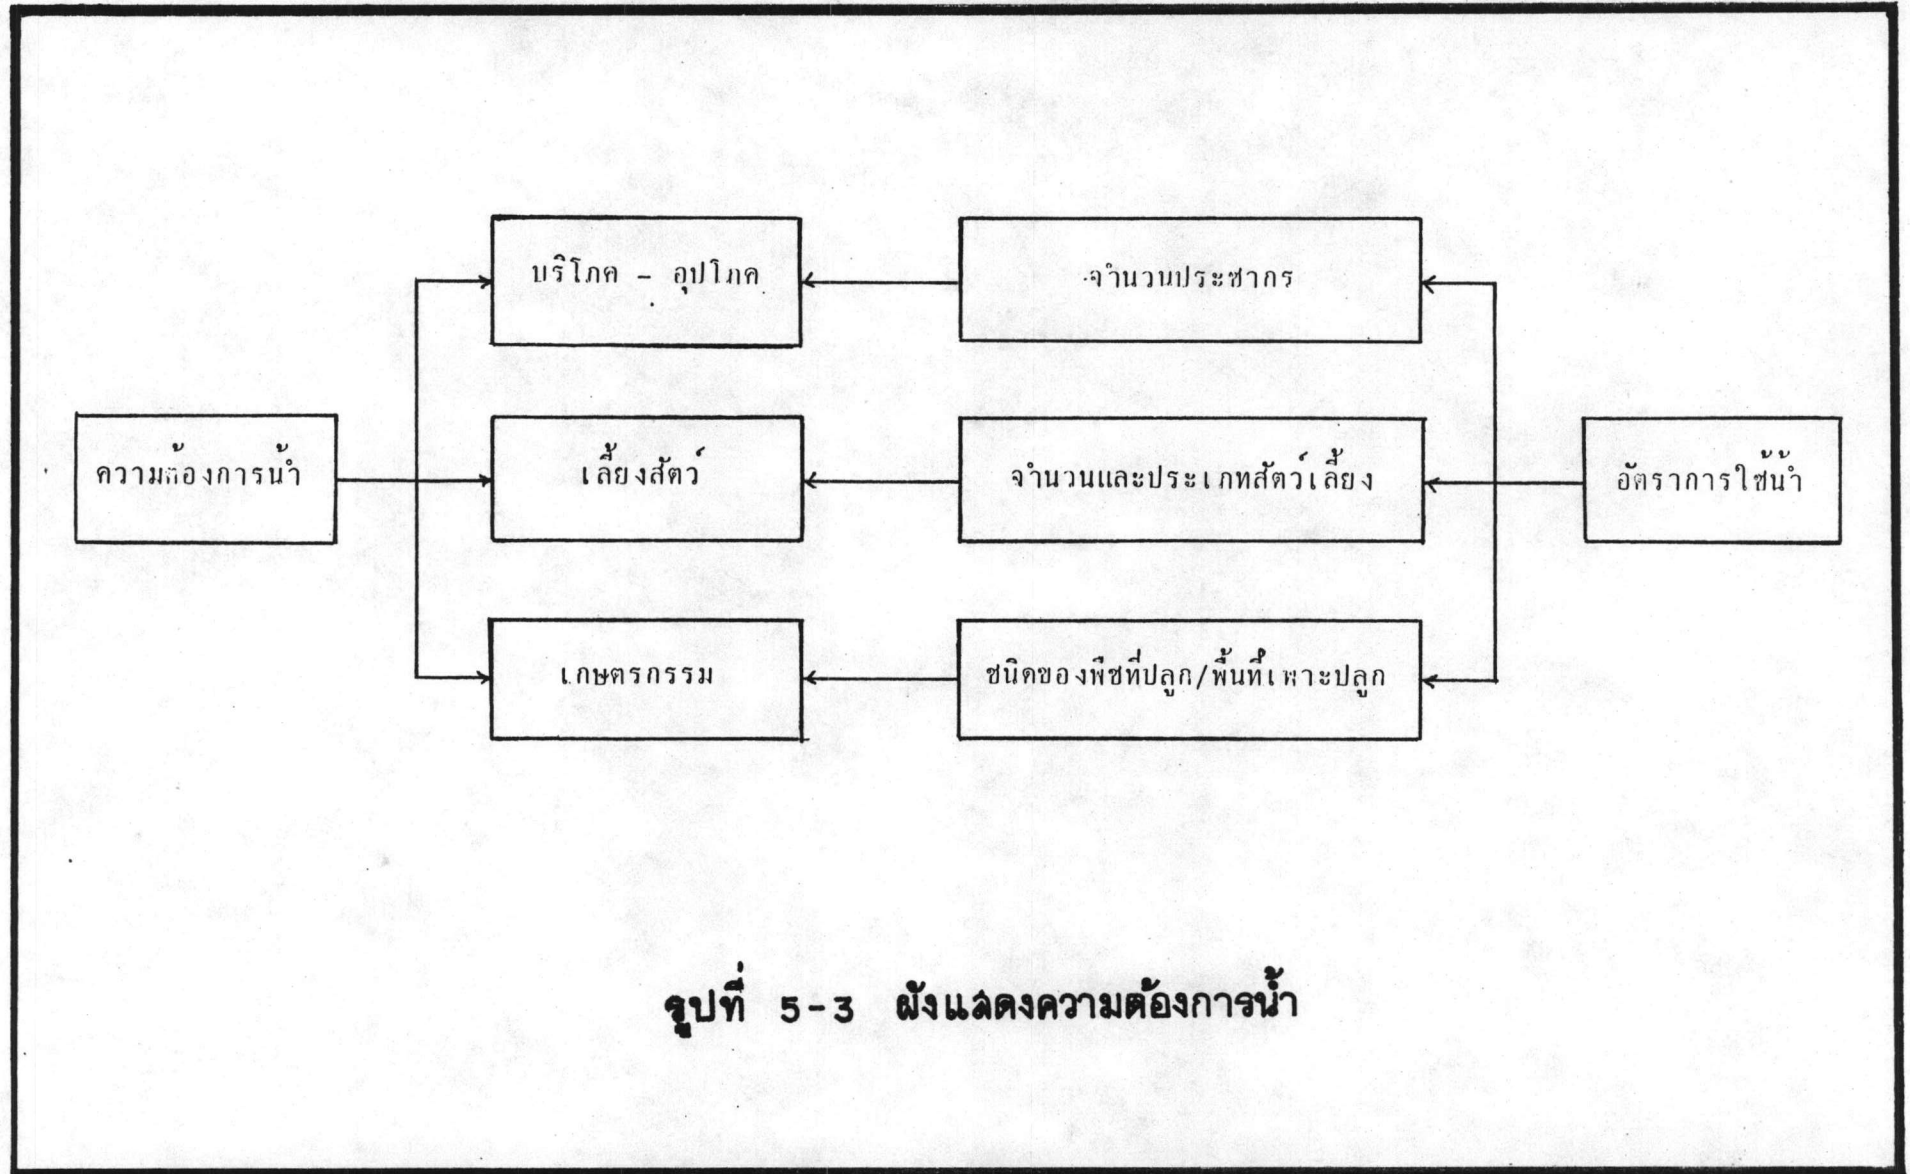 บริโภค - อุปโภค
จำนวนประชากร
ความต้องการน้ำ
เลี้ยงสัตว์
จำนวนและประเภทสัตว์เลี้ยง
อัตราการใช้น้ำ
เกษตรกรรม
ชนิดของพืชที่ปลูก/พื้นที่เพาะปลูก
รูปที่ 5-3 ผังแสดงความต้องการน้ำ